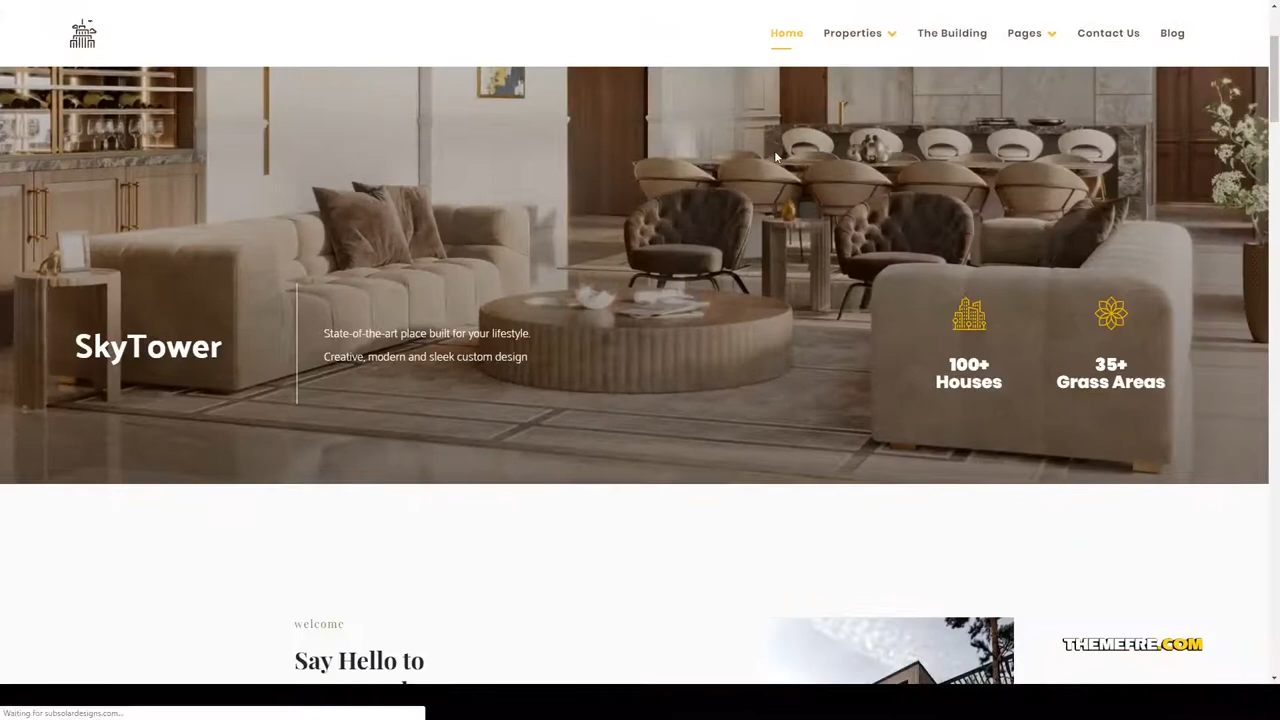 Home Properties The Building Pages Contact Us Blog
SkyTower
State-of-the-art place built for your lifestyle.
Creative, modern and sleek custom design
100+
Houses
35+
Grass Areas
welcome
Say Hello to
THEMEFRE.COM
Waiting for subsolardesigns.com...